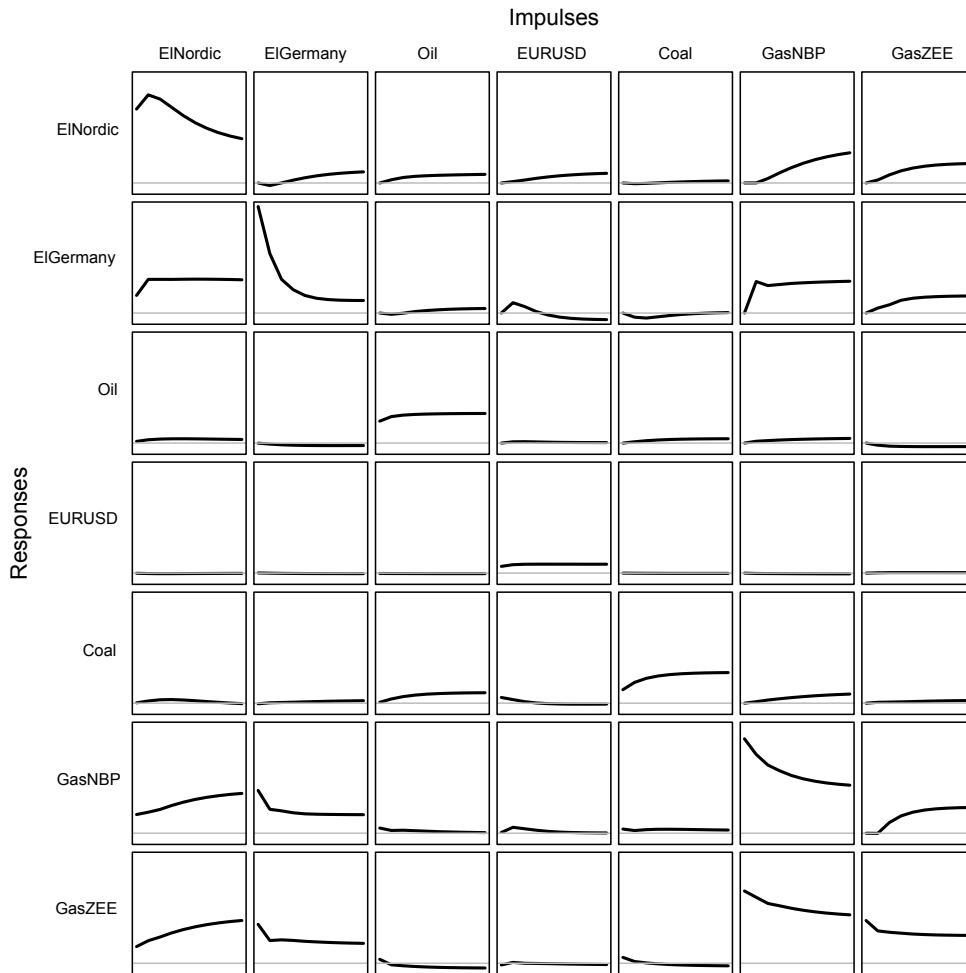 Impulses
ElNordic ElGermany Oil EURUSD Coal GasNBP GasZEE
ElNordic
ElGermany
Oil
Responses
EURUSD
Coal
GasNBP
GasZEE